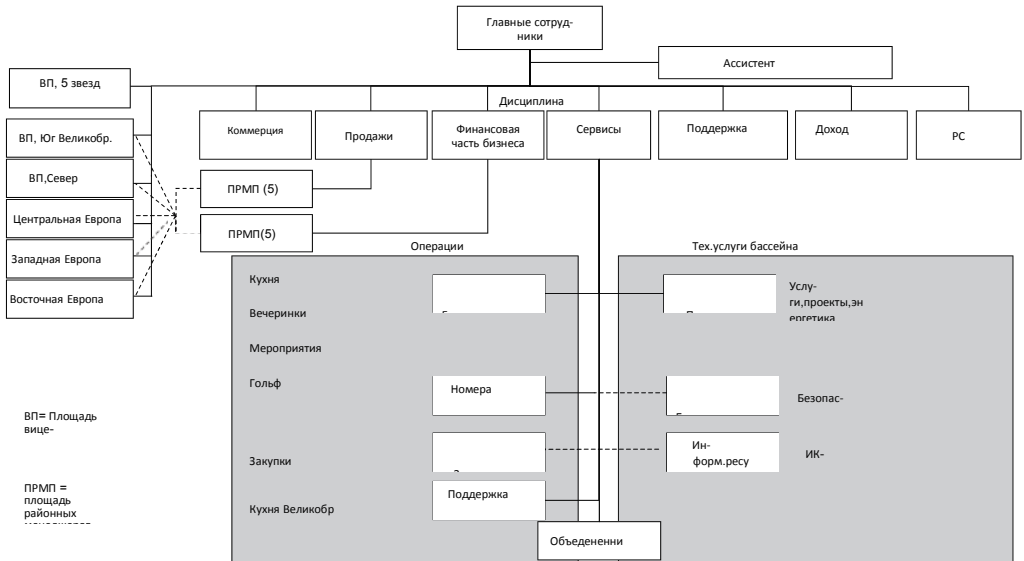 Главные сотруд-
ники
Ассистент
ВП, 5 звезд
Дисциплина
Коммерция
Продажи
Финансовая
часть бизнеса
Сервисы
Поддержка
Доход
РС
ВП, Юг Великобр.
ВП,Север
Центральная Европа
Западная Европа
Восточная Европа
ПРМП (5)
ПРМП(5)
Операции
Тех.услуги бассейна
Кухня
Вечеринки
Мероприятия
Гольф
Закупки
Кухня Великобр
Номера
Поддержка
Услу-
ги,проекты,эн
ергетика
Безопас-
Ин-
форм.ресу
ИК-
Объедененни
ВП= Площадь
вице-
ПРМП =
площадь
районных